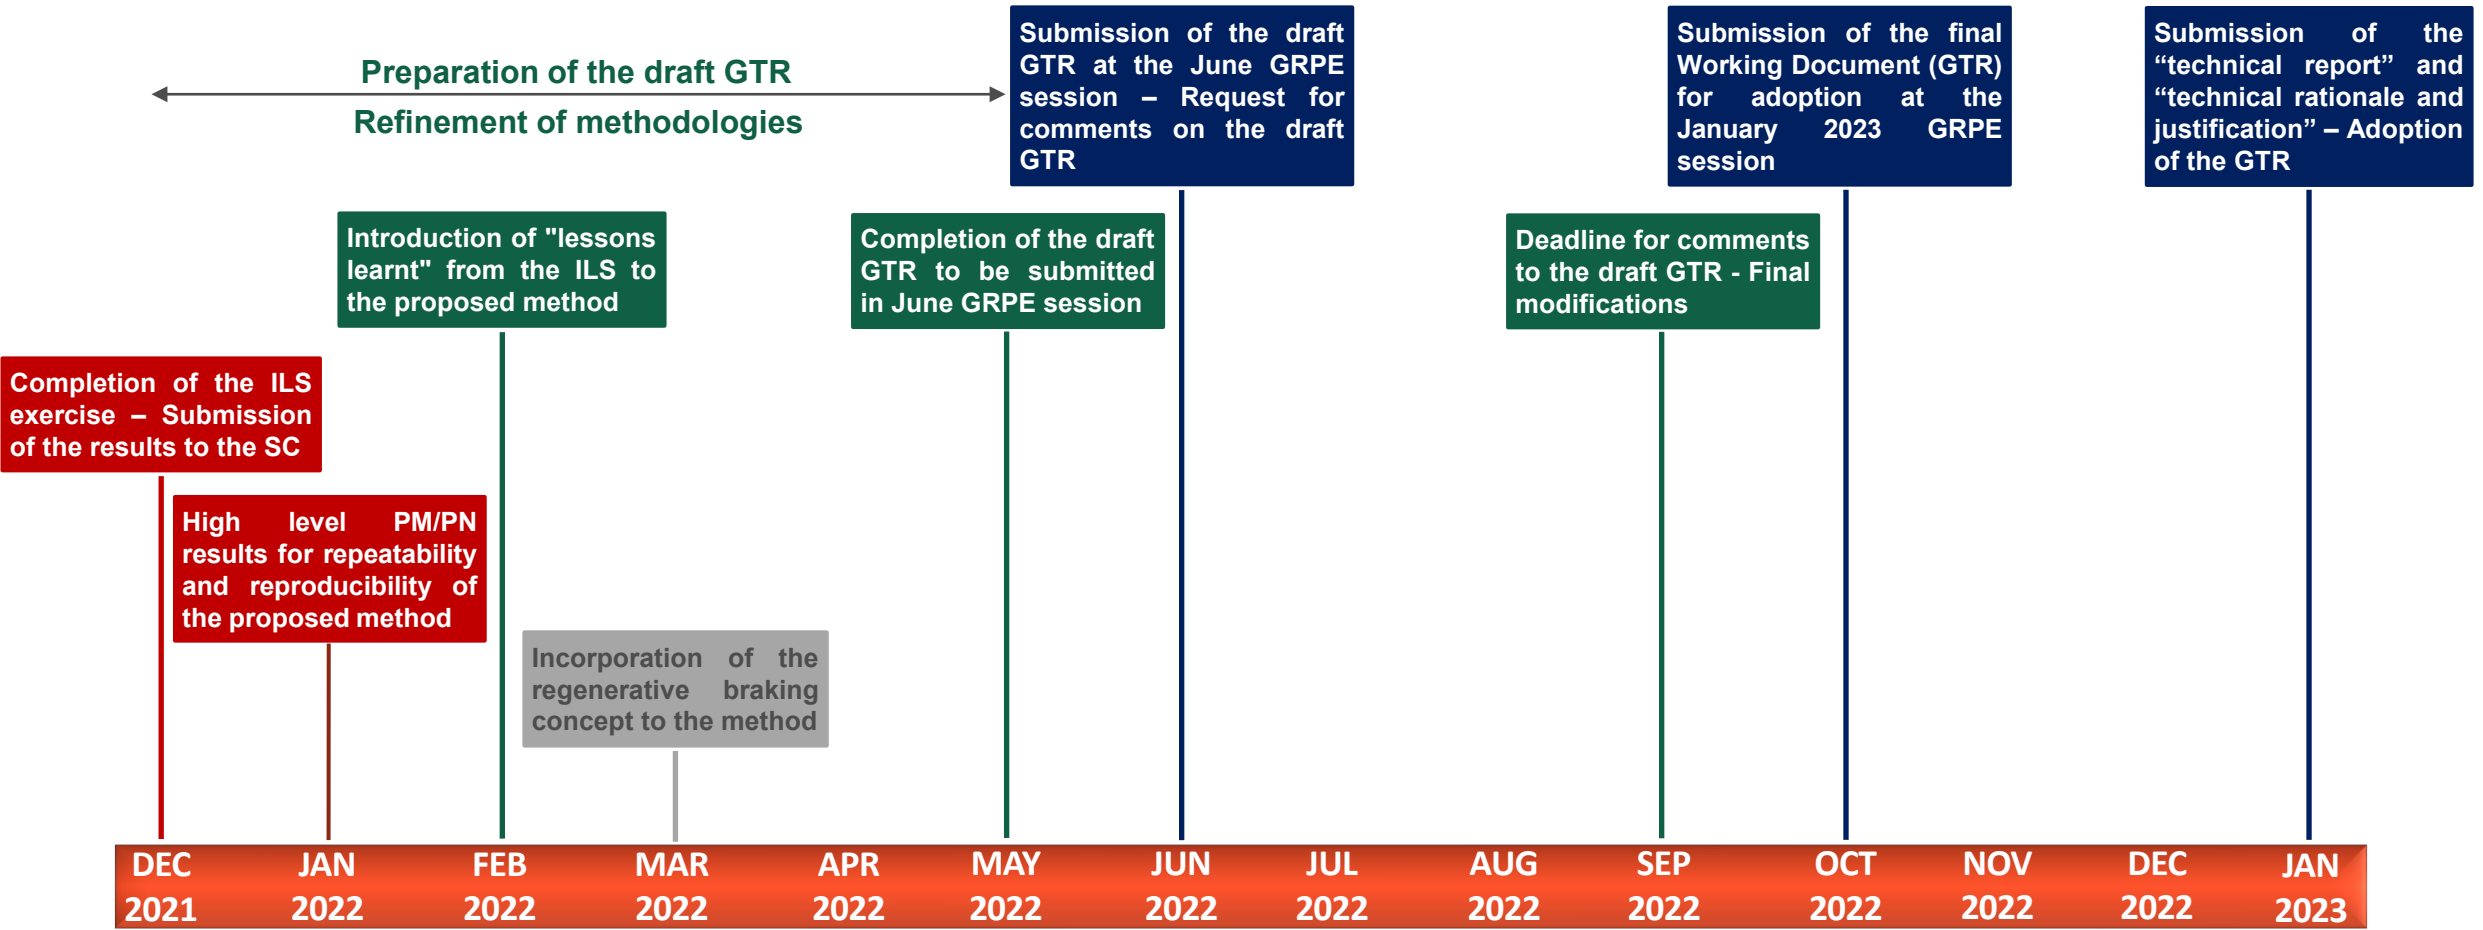 Preparation of the draft GTR
Refinement of methodologies
Submission of the draft
GTR at the June GRPE
session – Request for
comments on the draft
GTR
Submission of the final
Working Document (GTR)
for adoption at the
January 2023 GRPE
session
Submission of the
“technical report” and
“technical rationale and
justification” – Adoption
of the GTR
Introduction of "lessons
learnt" from the ILS to
the proposed method
Completion of the draft
GTR to be submitted
in June GRPE session
Deadline for comments
to the draft GTR - Final
modifications
Completion of the ILS
exercise – Submission
of the results to the SC
High level PM/PN
results for repeatability
and reproducibility of
the proposed method
Incorporation of the
regenerative braking
concept to the method
DEC
2021
JAN
2022
FEB
2022
MAR
2022
APR
2022
MAY
2022
JUN
2022
JUL
2022
AUG
2022
SEP
2022
OCT
2022
NOV
2022
DEC
2022
JAN
2023